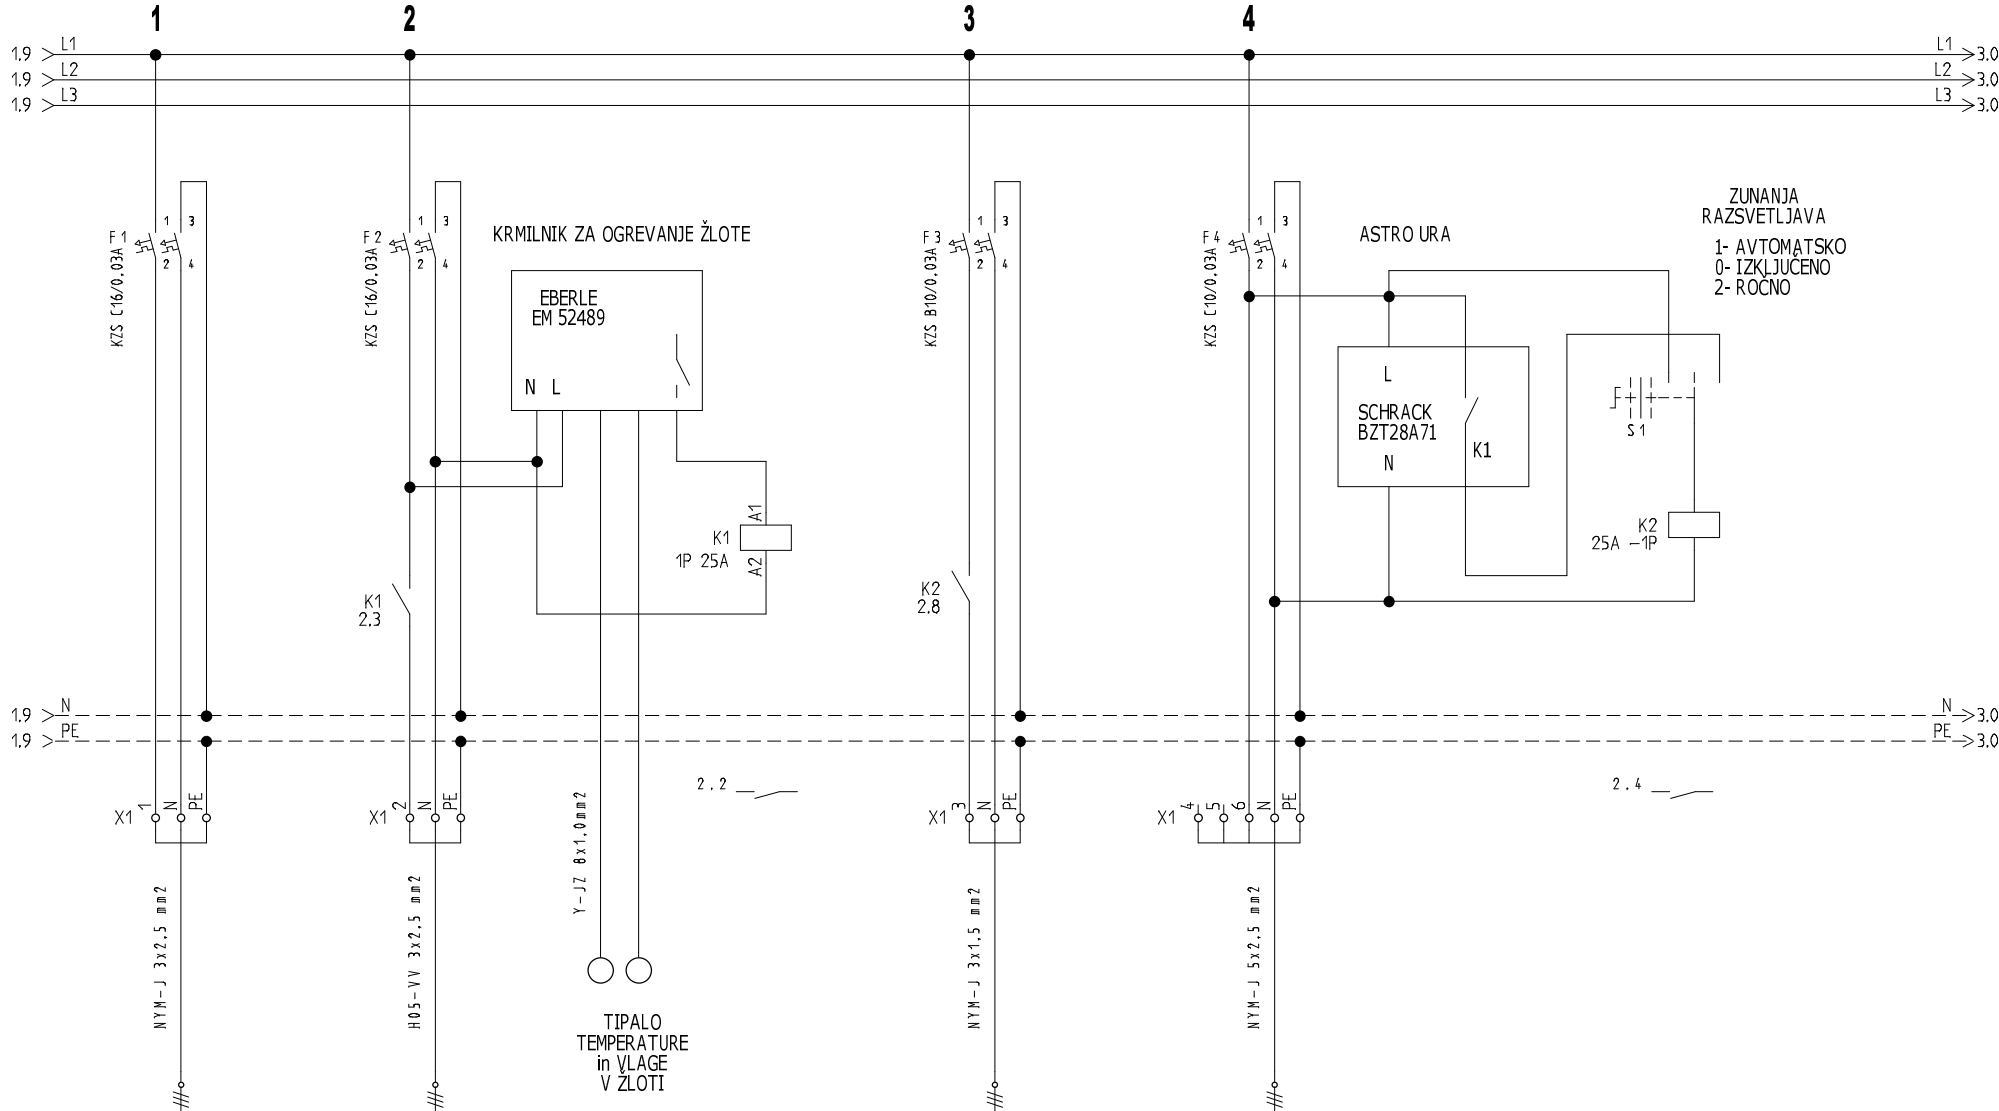 1
2
3
4
1.9 L1 L1 3.0
1.9 L2 L2 3.0
1.9 L3 L3 3.0
F1
KZS C16/0.03A
1 3
2 4
F2
KZS C16/0.03A
1 3
2 4
KRMILNIK ZA OGREVANJE ŽLOTE
EBERLE
EM 52489
N L
K1
1P 25A
A1
A2
K1
2.3
F3
KZS B10/0.03A
1 3
2 4
K2
2.8
F4
KZS C10/0.03A
1 3
2 4
ASTRO URA
L
SCHRACK
BZT28A71
N
K1
ZUNANJA
RAZSVETLJAVA
1- AVTOMATSKO
0- IZKLJUČENO
2- ROČNO
S1
K2
25A -1P
1.9 N N 3.0
1.9 PE PE 3.0
2.2
2.4
X1 1 N PE
X1 2 N PE
X1 3 N PE
X1 4 5 6 N PE
NYM-J 3x2.5 mm2
H05-VV 3x2.5 mm2
Y-JZ 8x1.0mm2
NYM-J 3x1.5 mm2
NYM-J 5x2.5 mm2
TIPALO
TEMPERATURE
in VLAGE
V ŽLOTI